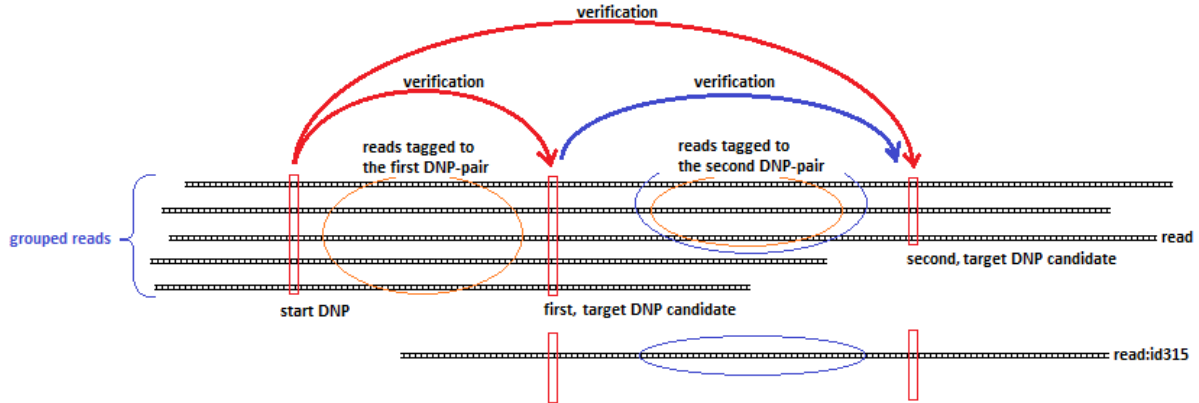 verification
verification
verification
reads tagged to
the first DNP-pair
reads tagged to
the second DNP-pair
grouped reads
read
second, target DNP candidate
start DNP
first, target DNP candidate
read:id315